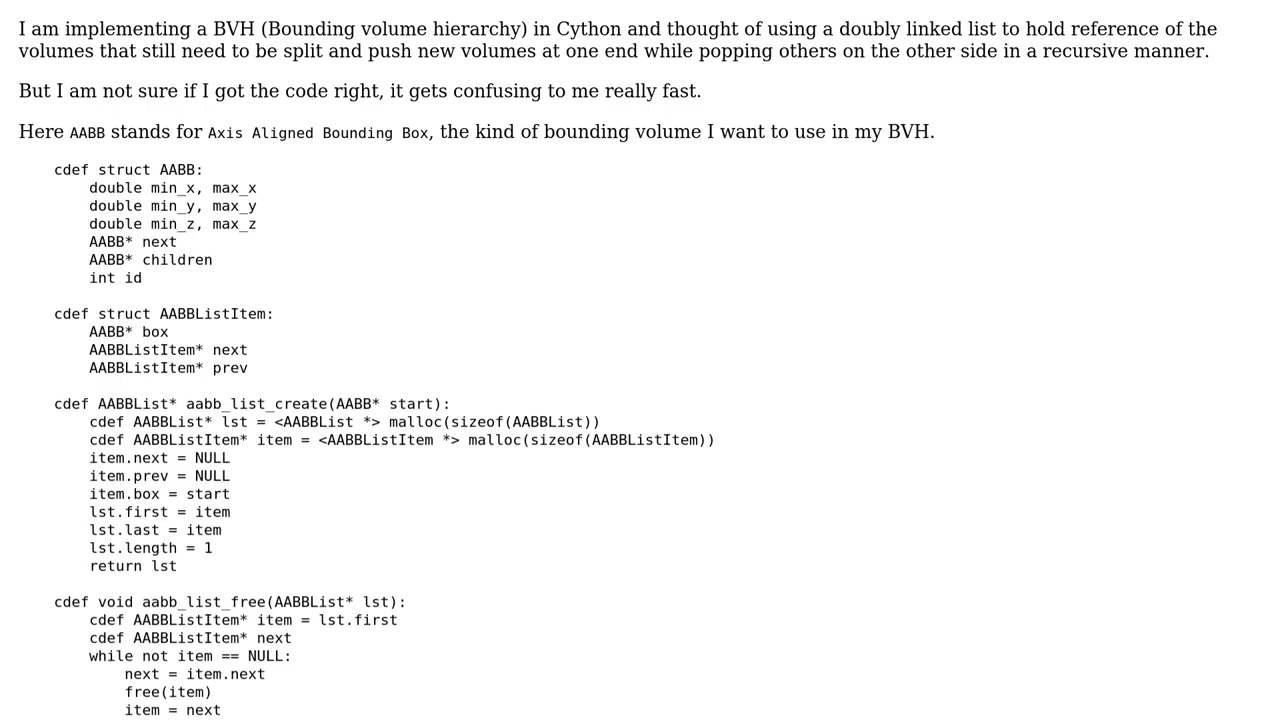 I am implementing a BVH (Bounding volume hierarchy) in Cython and thought of using a doubly linked list to hold reference of the
volumes that still need to be split and push new volumes at one end while popping others on the other side in a recursive manner.
But I am not sure if I got the code right, it gets confusing to me really fast.
Here AABB stands for Axis Aligned Bounding Box, the kind of bounding volume I want to use in my BVH.
cdef struct AABB:
    double min_x, max_x
    double min_y, max_y
    double min_z, max_z
    AABB* next
    AABB* children
    int id
cdef struct AABBListItem:
    AABB* box
    AABBListItem* next
    AABBListItem* prev
cdef AABBList* aabb_list_create(AABB* start):
    cdef AABBList* lst = <AABBList *> malloc(sizeof(AABBList))
    cdef AABBListItem* item = <AABBListItem *> malloc(sizeof(AABBListItem))
    item.next = NULL
    item.prev = NULL
    item.box = start
    lst.first = item
    lst.last = item
    lst.length = 1
    return lst
cdef void aabb_list_free(AABBList* lst):
    cdef AABBListItem* item = lst.first
    cdef AABBListItem* next
    while not item == NULL:
        next = item.next
        free(item)
        item = next